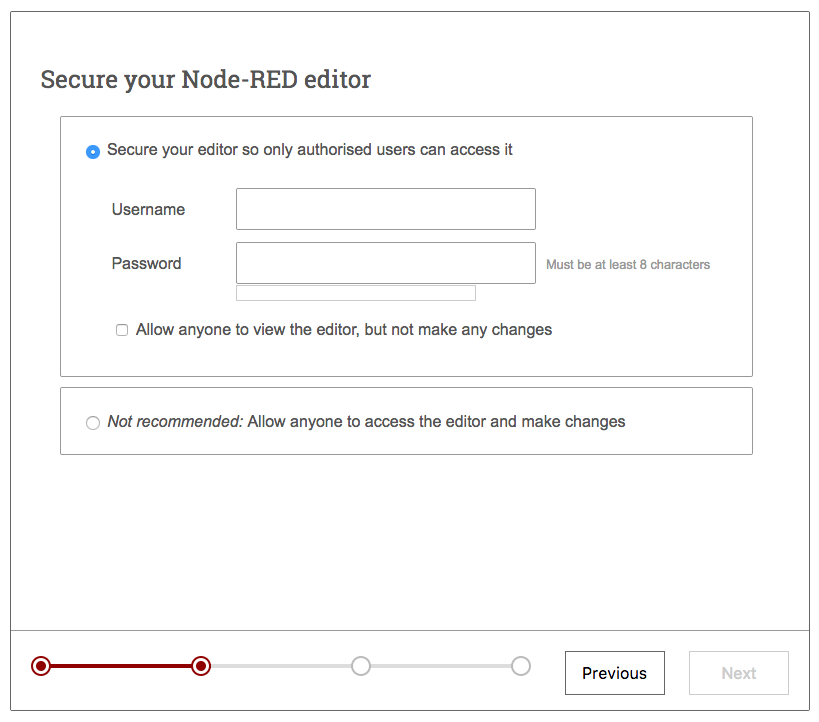 Secure your Node-RED editor
Secure your editor so only authorised users can access it
Username
Password Must be at least 8 characters
Allow anyone to view the editor, but not make any changes
Not recommended: Allow anyone to access the editor and make changes
Previous Next